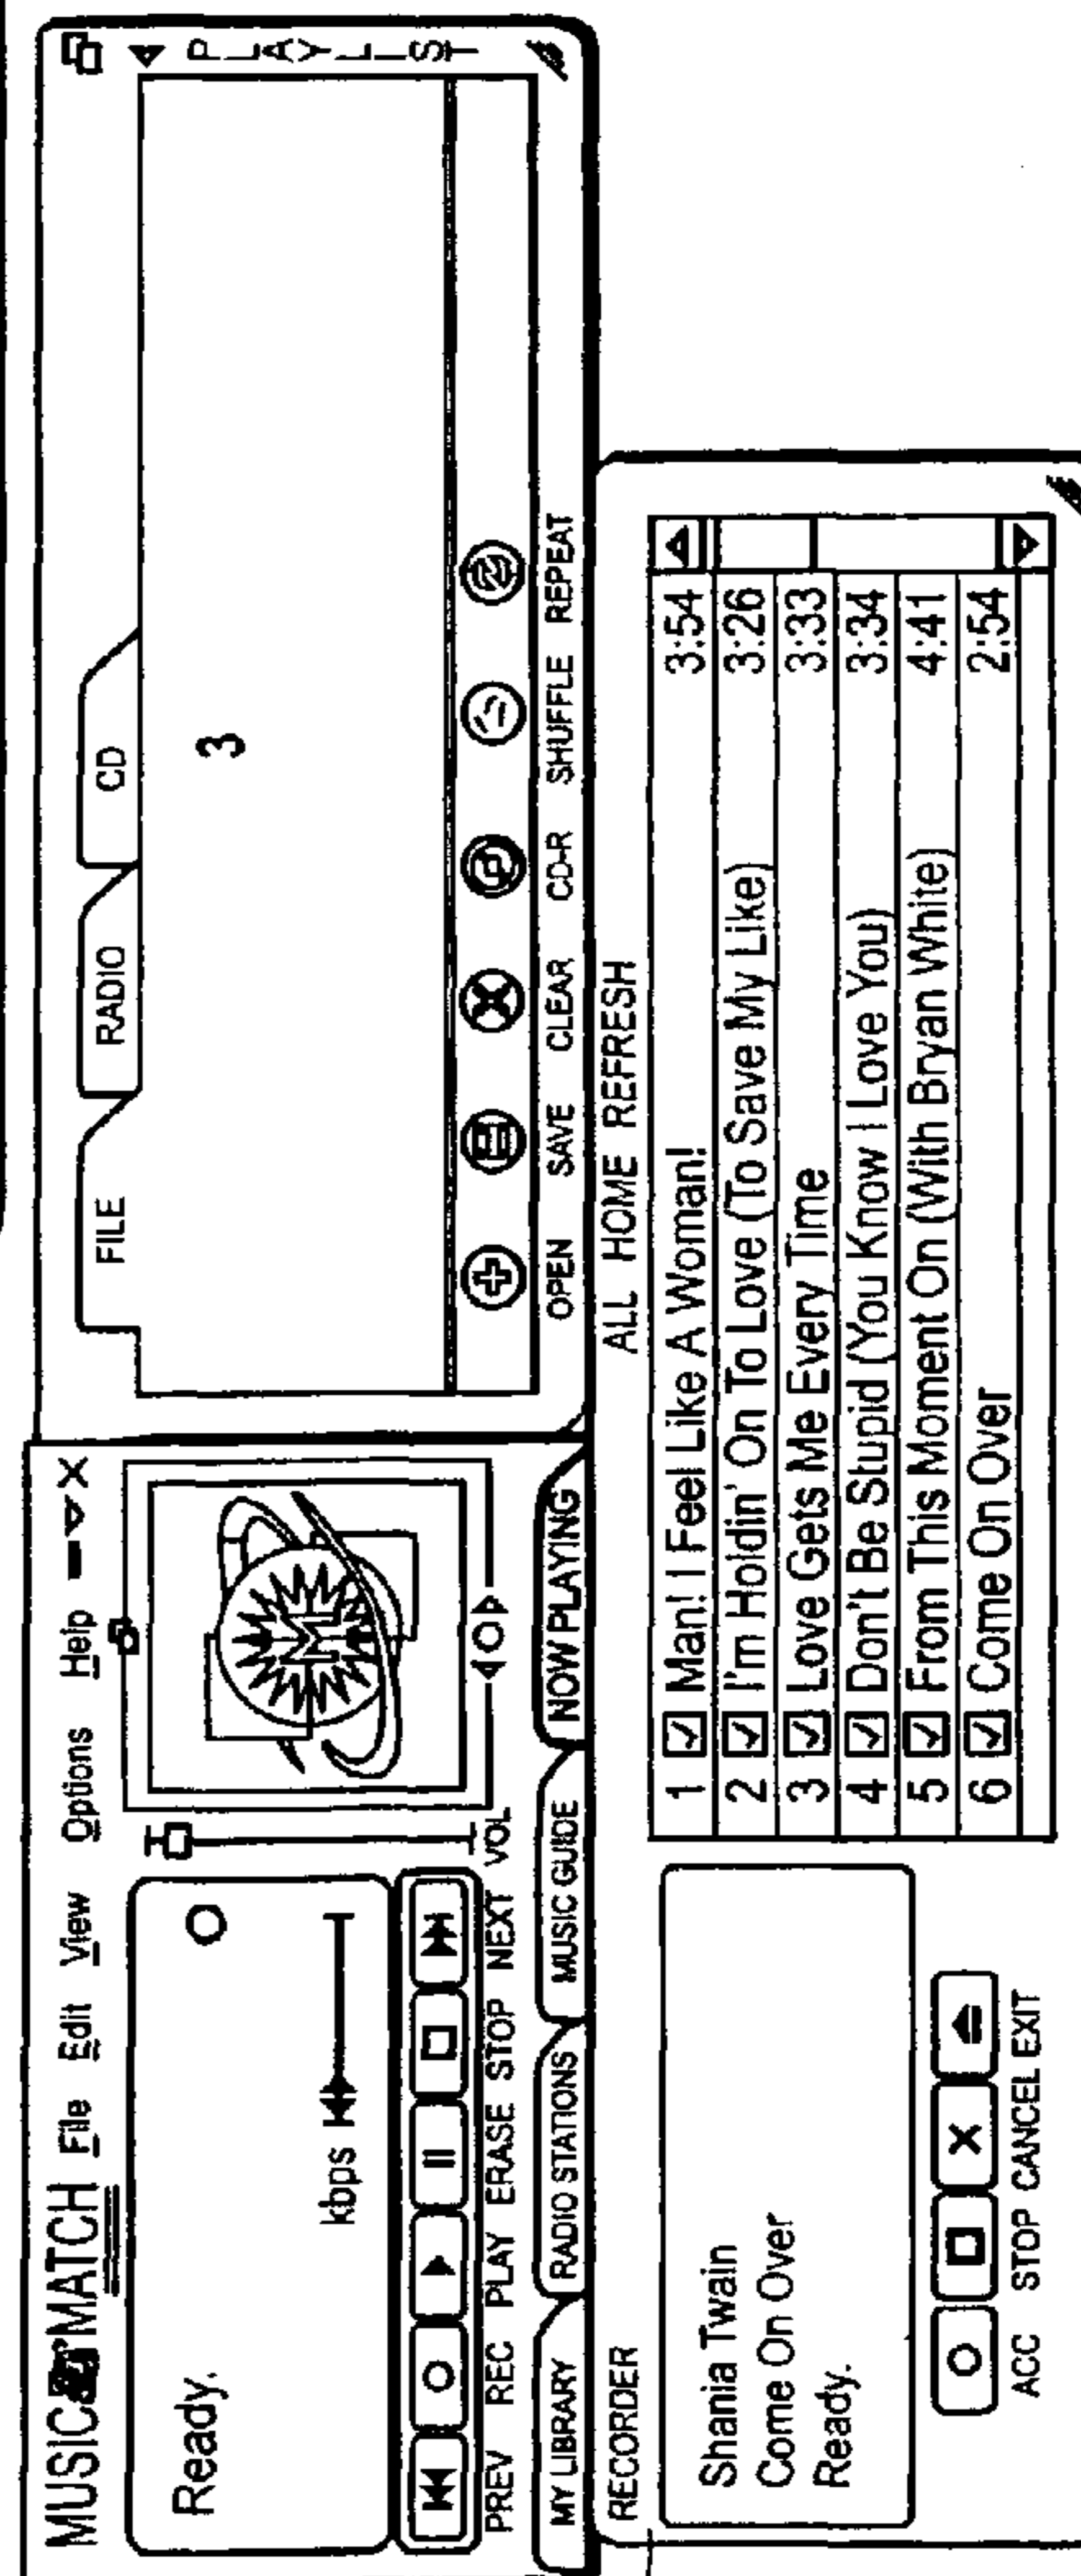 MUSICMATCH File Edit View Options Help
Ready.
kbps
PREV REC PLAY ERASE STOP NEXT VOL
MY LIBRARY RADIO STATIONS MUSIC GUIDE NOW PLAYING
FILE RADIO CD
3
OPEN SAVE CLEAR CD-R SHUFFLE REPEAT
PLAYLIST
RECORDER ALL HOME REFRESH
Shania Twain
Come On Over
Ready.
ACC STOP CANCEL EXIT
1 Man! I Feel Like A Woman! 3:54
2 I'm Holdin' On To Love (To Save My Like) 3:26
3 Love Gets Me Every Time 3:33
4 Don't Be Stupid (You Know I Love You) 3:34
5 From This Moment On (With Bryan White) 4:41
6 Come On Over 2:54